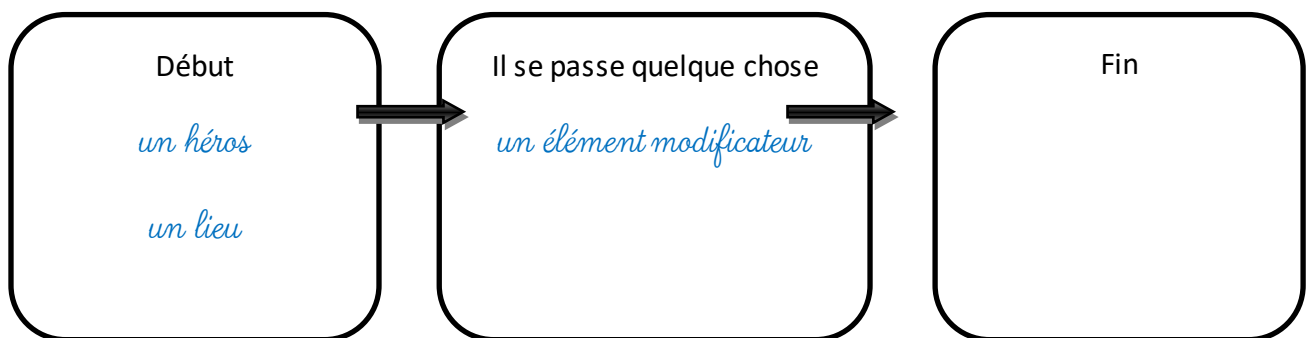 Début
un héros
un lieu
Il se passe quelque chose
un élément modificateur
Fin